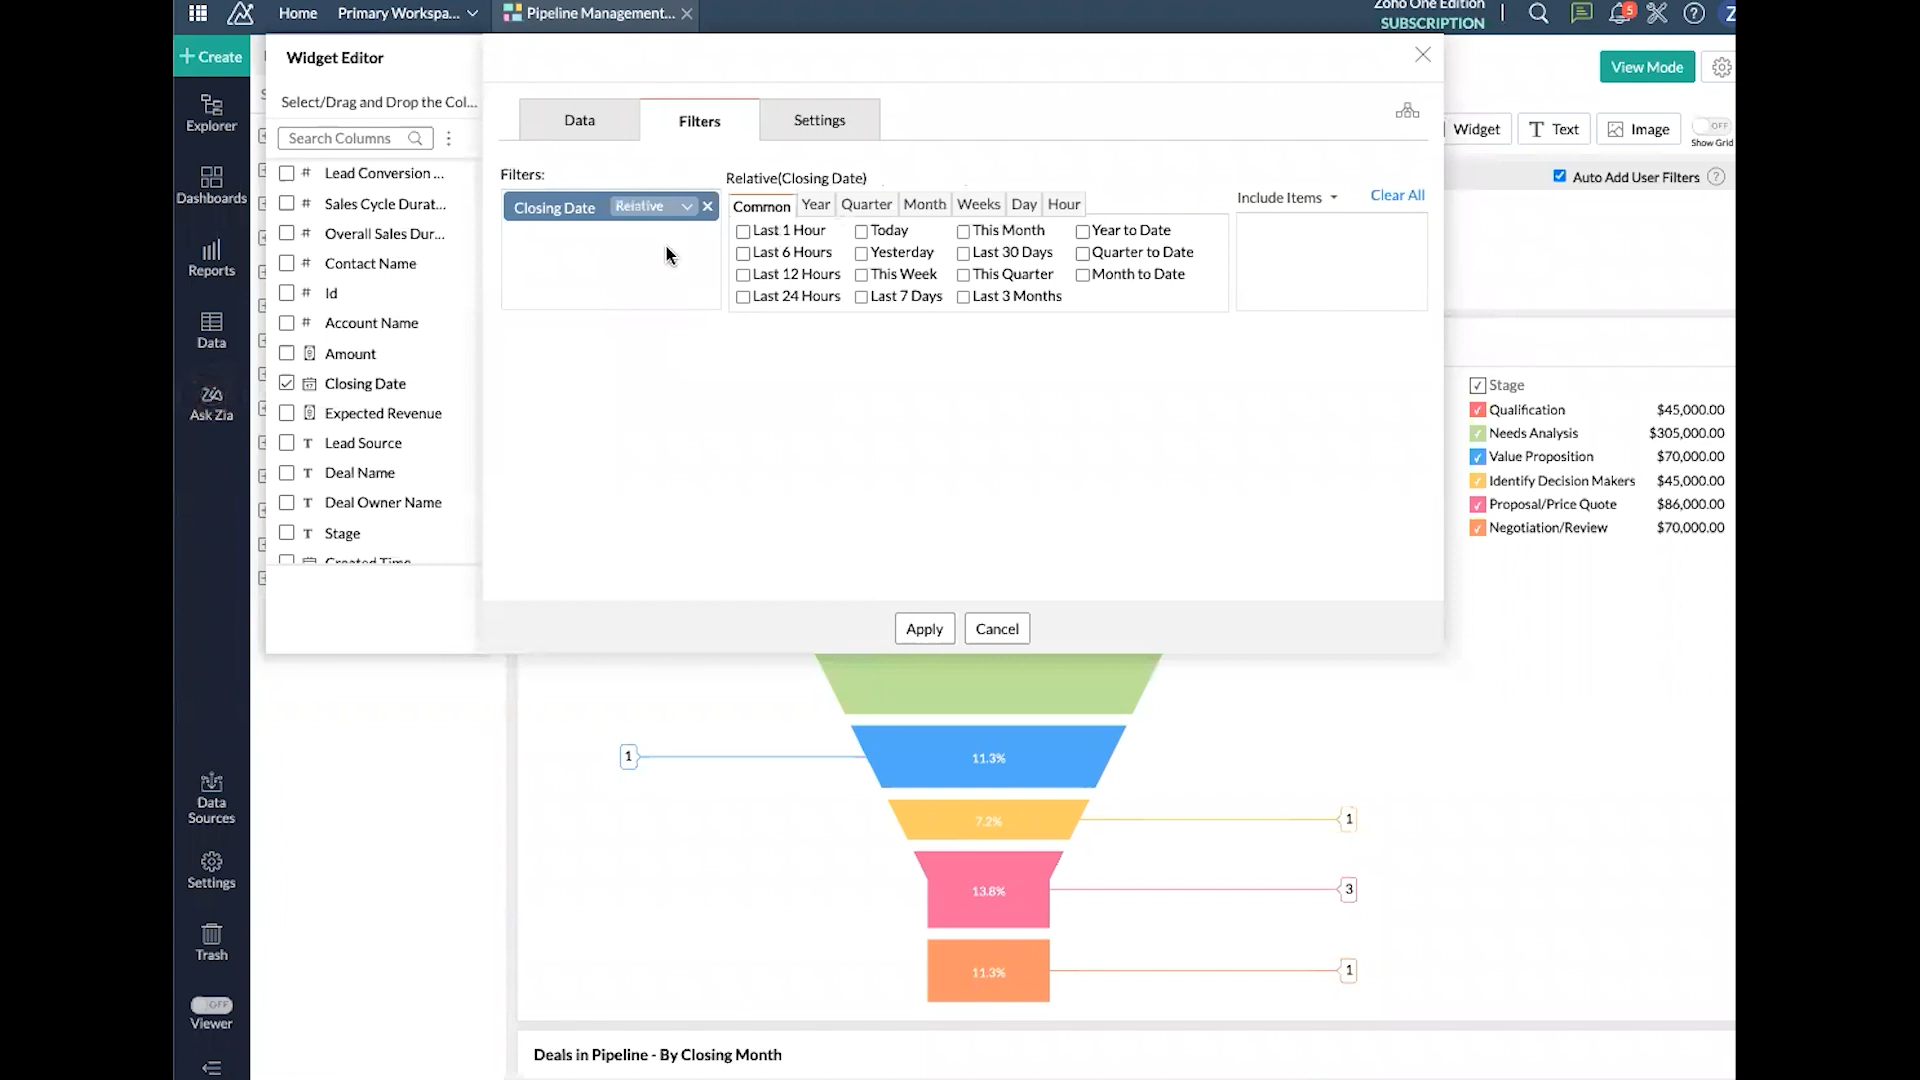 Home
Primary Workspa...
Pipeline Management...
Zoho One Edition
SUBSCRIPTION
5
Z
Create
Explorer
Dashboards
Reports
Data
Ask Zia
Data
Sources
Settings
Trash
OFF
Viewer
Widget Editor
Select/Drag and Drop the Col...
Search Columns
# Lead Conversion ...
# Sales Cycle Durat...
# Overall Sales Dur...
# Contact Name
# Id
# Account Name
Amount
Closing Date
Expected Revenue
T Lead Source
T Deal Name
T Deal Owner Name
T Stage
Created Time
Data
Filters
Settings
Filters:
Closing Date
Relative
Relative(Closing Date)
Common Year Quarter Month Weeks Day Hour
Last 1 Hour Today This Month Year to Date
Last 6 Hours Yesterday Last 30 Days Quarter to Date
Last 12 Hours This Week This Quarter Month to Date
Last 24 Hours Last 7 Days Last 3 Months
Include Items
Clear All
Apply
Cancel
View Mode
Widget
T Text
Image
OFF
Show Grid
Auto Add User Filters
Stage
Qualification $45,000.00
Needs Analysis $305,000.00
Value Proposition $70,000.00
Identify Decision Makers $45,000.00
Proposal/Price Quote $86,000.00
Negotiation/Review $70,000.00
1
11.3%
7.2%
1
13.8%
3
11.3%
1
Deals in Pipeline - By Closing Month